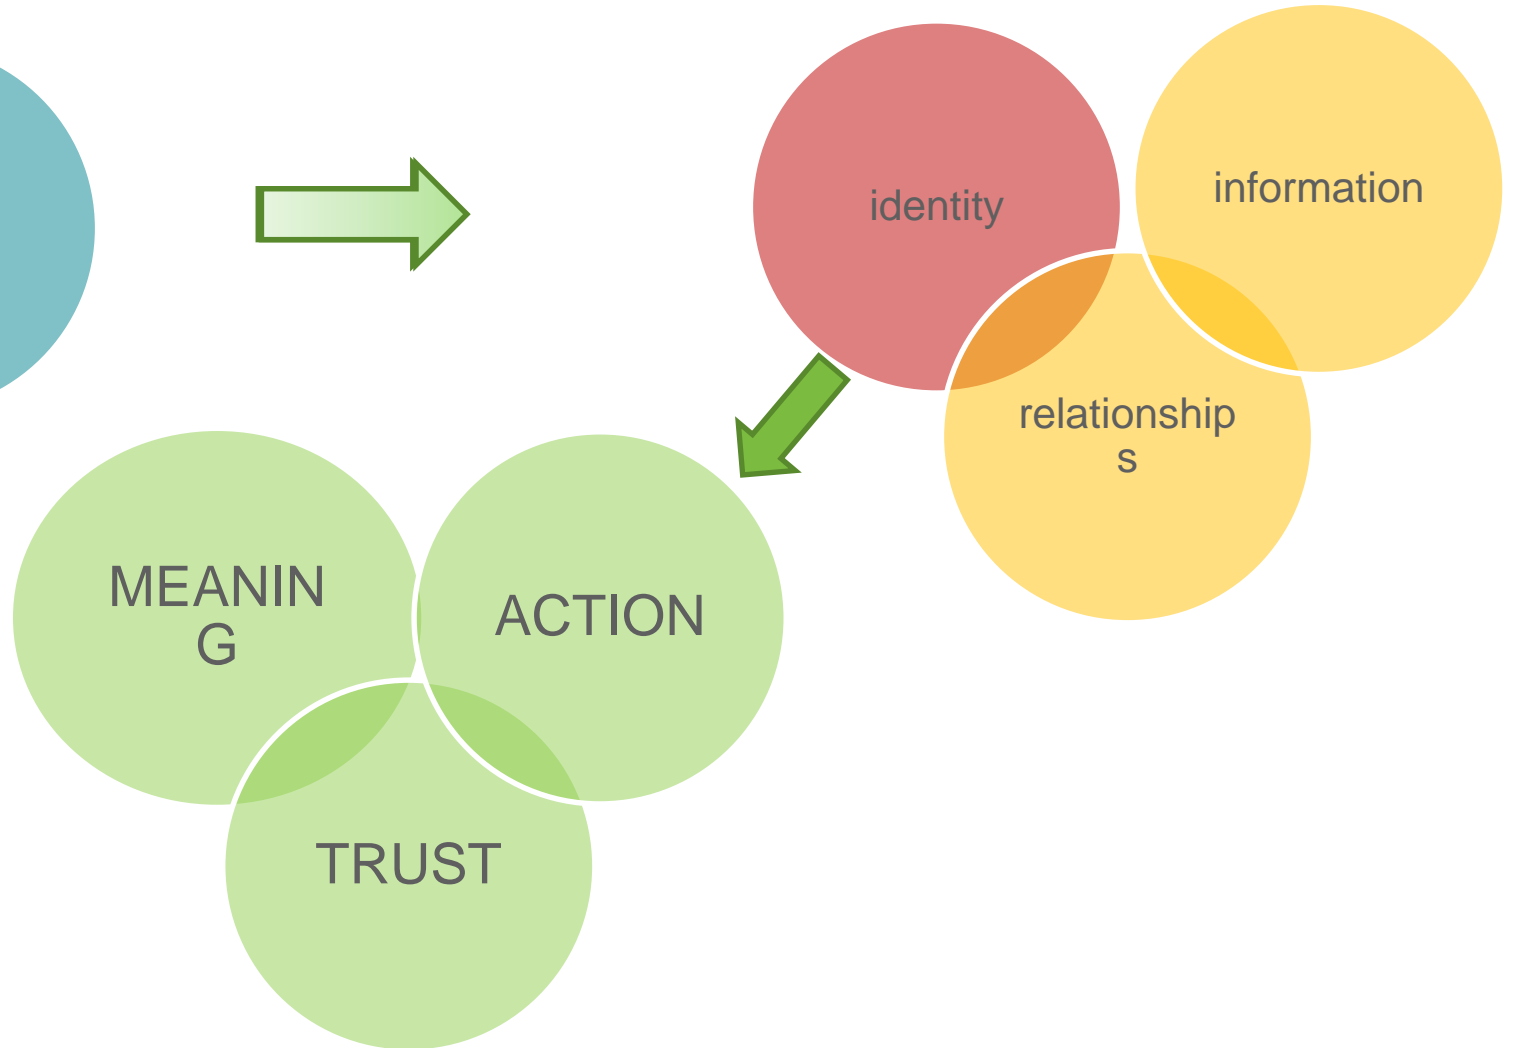 identity
information
relationship
s
MEANIN
G
ACTION
TRUST